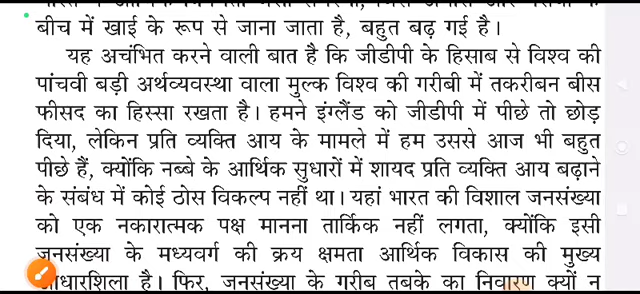 बीच में खाई के रूप से जाना जाता है, बहुत बढ़ गई है।
यह अचंभित करने वाली बात है कि जीडीपी के हिसाब से विश्व की
पांचवी बड़ी अर्थव्यवस्था वाला मुल्क विश्व की गरीबी में तकरीबन बीस
फीसद का हिस्सा रखता है। हमने इंग्लैंड को जीडीपी में पीछे तो छोड़
दिया, लेकिन प्रति व्यक्ति आय के मामले में हम उससे आज भी बहुत
पीछे हैं, क्योंकि नब्बे के आर्थिक सुधारों में शायद प्रति व्यक्ति आय बढ़ाने
के संबंध में कोई ठोस विकल्प नहीं था। यहां भारत की विशाल जनसंख्या
को एक नकारात्मक पक्ष मानना तार्किक नहीं लगता, क्योंकि इसी
जनसंख्या के मध्यवर्ग की क्रय क्षमता आर्थिक विकास की मुख्य
आधारशिला है। फिर, जनसंख्या के गरीब तबके का निवारण क्यों न